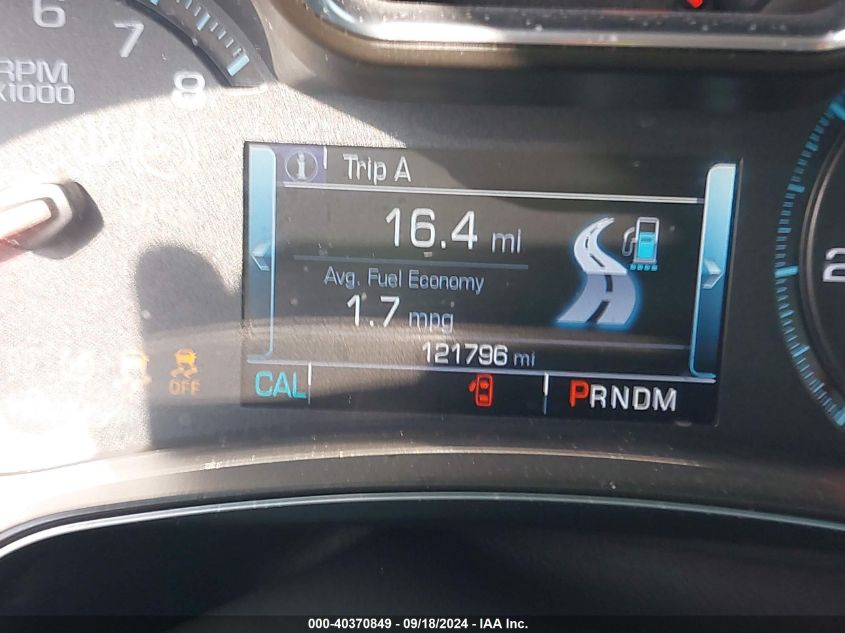 6
7
8
RPM
x1000
i Trip A
16.4 mi
Avg. Fuel Economy
1.7 mpg
121796 mi
OFF
CAL
PRNDM
2
000-40370849 - 09/18/2024 - IAA Inc.